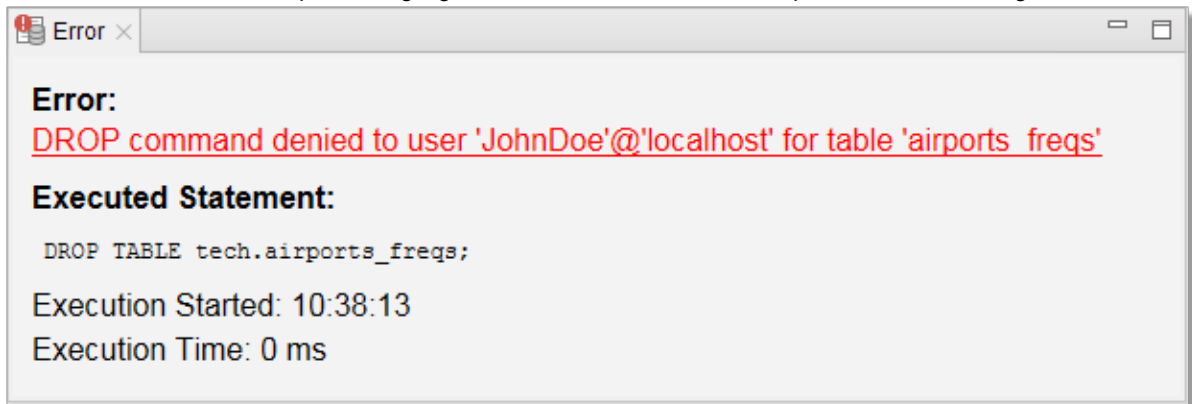 Error
Error:
DROP command denied to user 'JohnDoe'@'localhost' for table 'airports_freqs'
Executed Statement:
DROP TABLE tech.airports_freqs;
Execution Started: 10:38:13
Execution Time: 0 ms